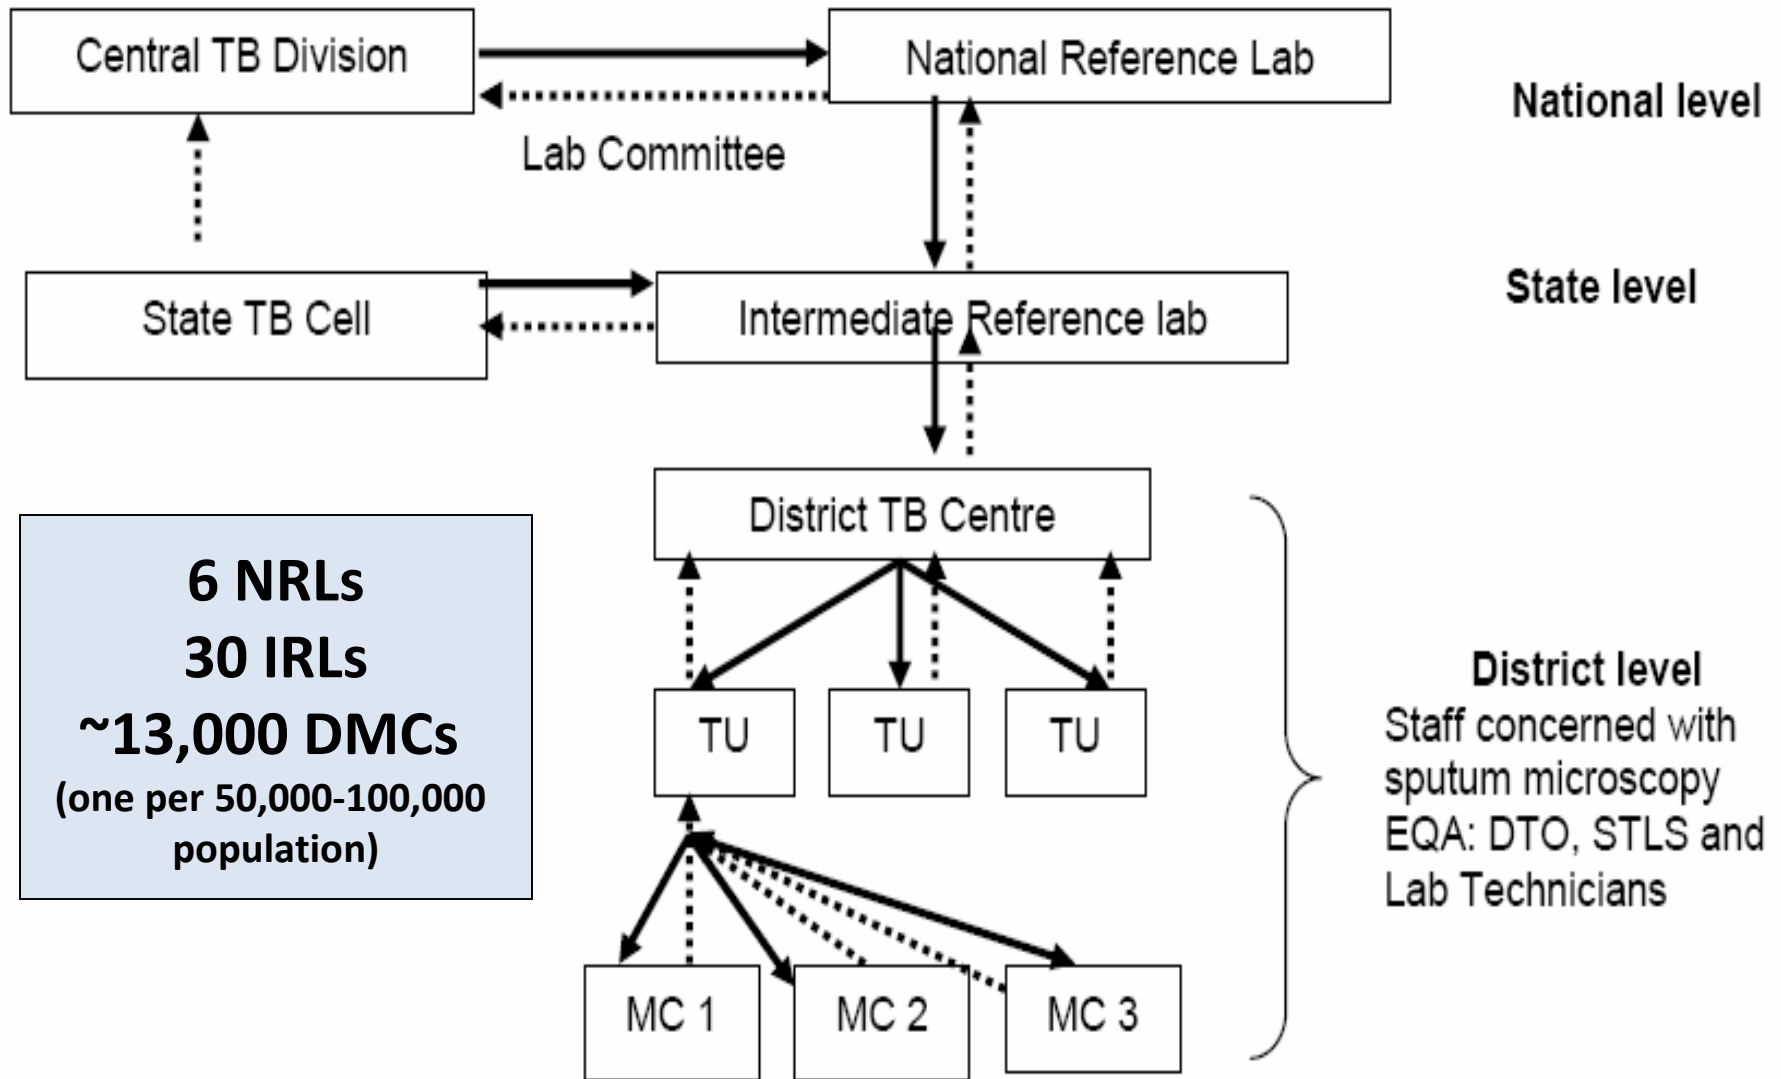 Central TB Division
National Reference Lab
National level
Lab Committee
State TB Cell
Intermediate Reference lab
State level
District TB Centre
6 NRLs
30 IRLs
~13,000 DMCs
(one per 50,000-100,000
population)
TU
TU
TU
District level
Staff concerned with
sputum microscopy
EQA: DTO, STLS and
Lab Technicians
MC 1
MC 2
MC 3